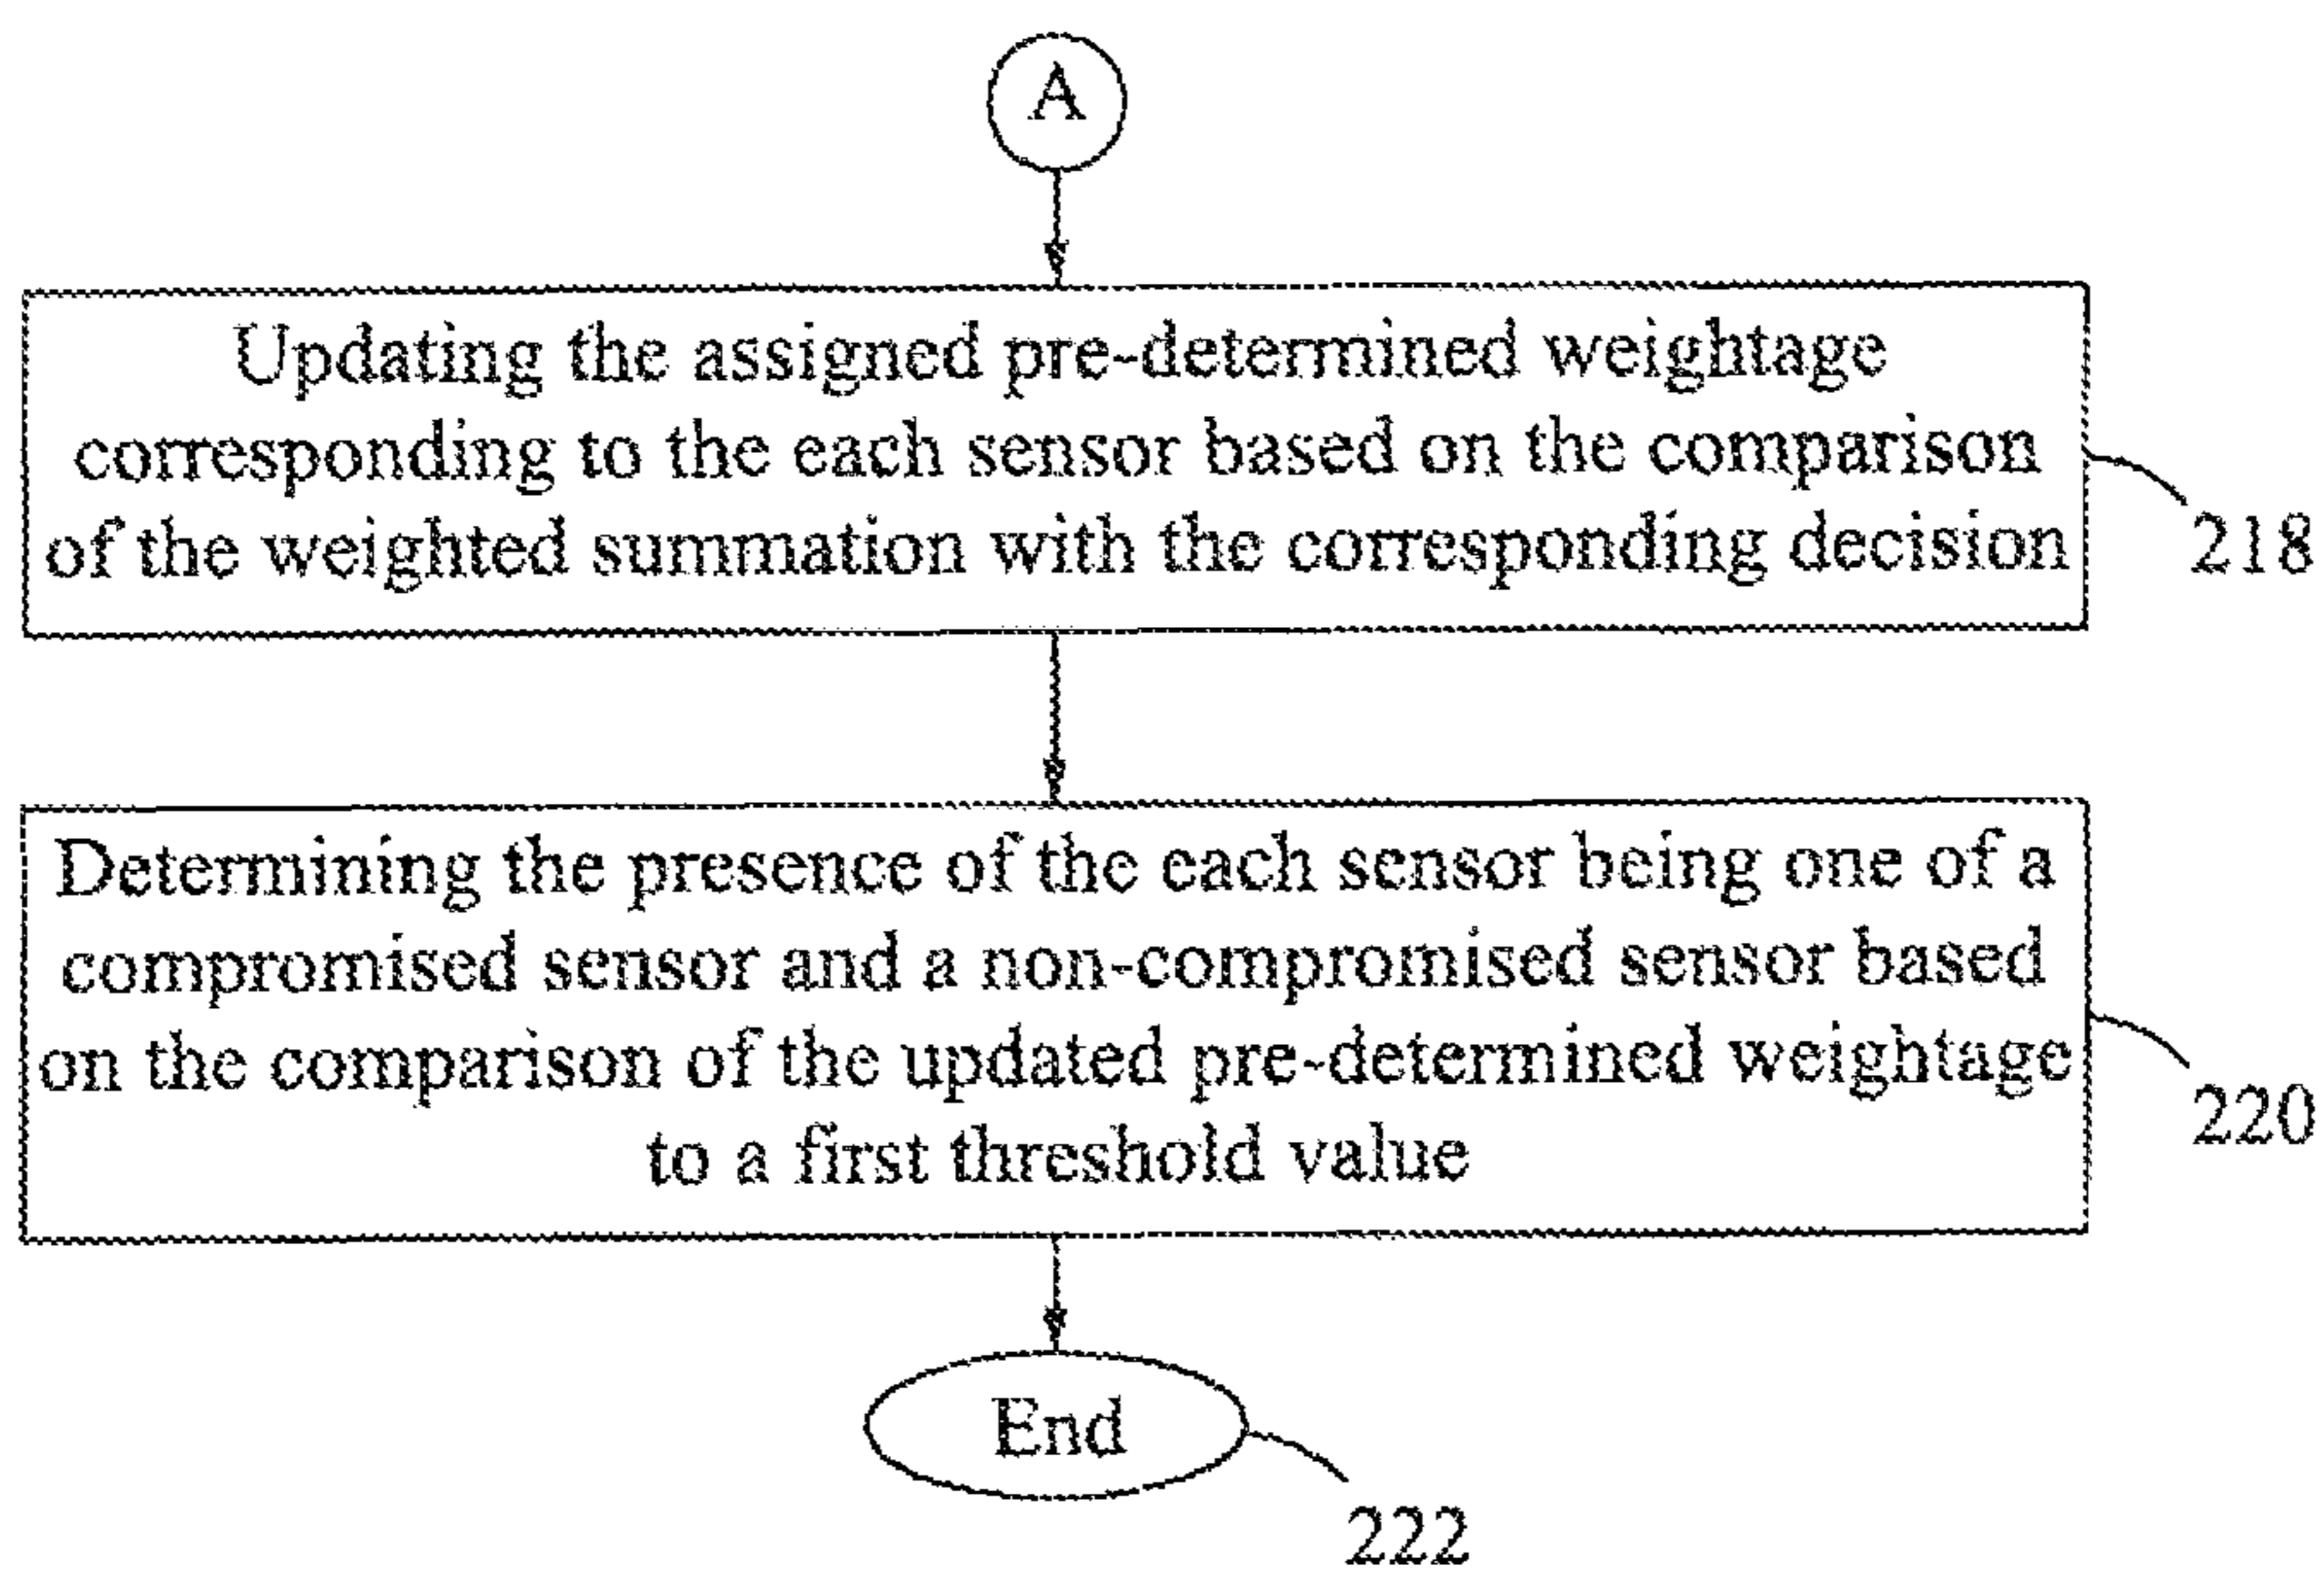 A
Updating the assigned pre-determined weightage
corresponding to the each sensor based on the comparison
of the weighted summation with the corresponding decision
218
Determining the presence of the each sensor being one of a
compromised sensor and a non-compromised sensor based
on the comparison of the updated pre-determined weightage
to a first threshold value
220
End
222